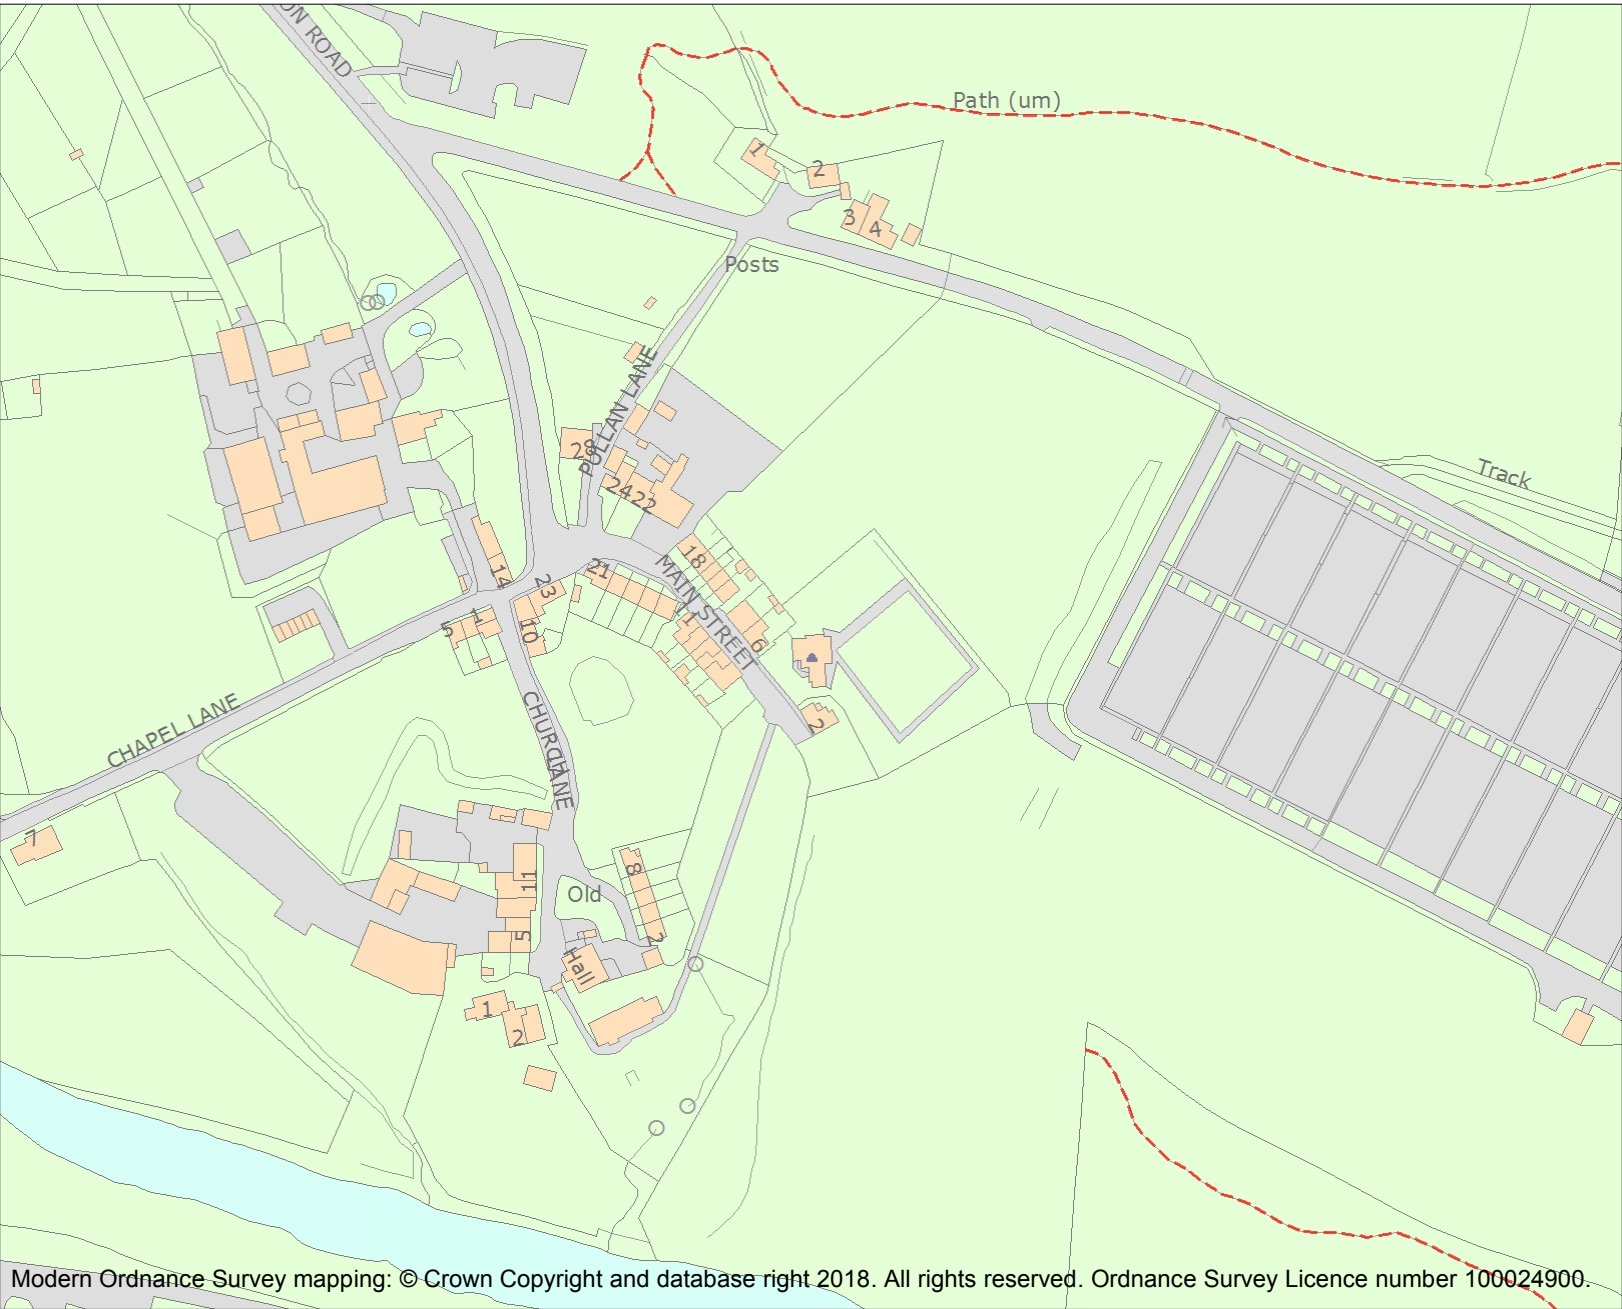 ON ROAD
Path (um)
1
2
3
4
Posts
Track
PULLAN LANE
28
24
22
18
MAIN STREET
21
14
23
11
1
5
10
6
2
CHAPEL LANE
CHURCH
LANE
7
8
11
Old
5
2
Hall
1
2
Modern Ordnance Survey mapping: © Crown Copyright and database right 2018. All rights reserved. Ordnance Survey Licence number 100024900.